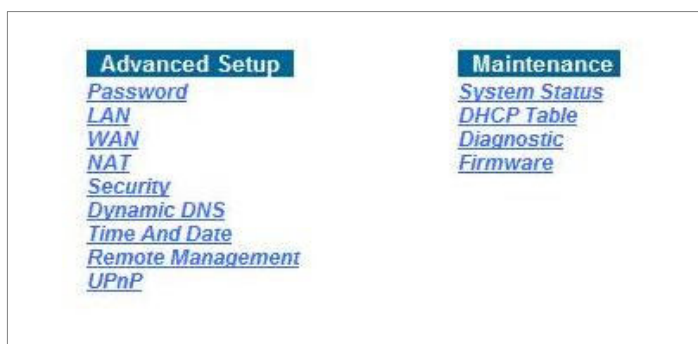 Advanced Setup
Password
LAN
WAN
NAT
Security
Dynamic DNS
Time And Date
Remote Management
UPnP
Maintenance
System Status
DHCP Table
Diagnostic
Firmware